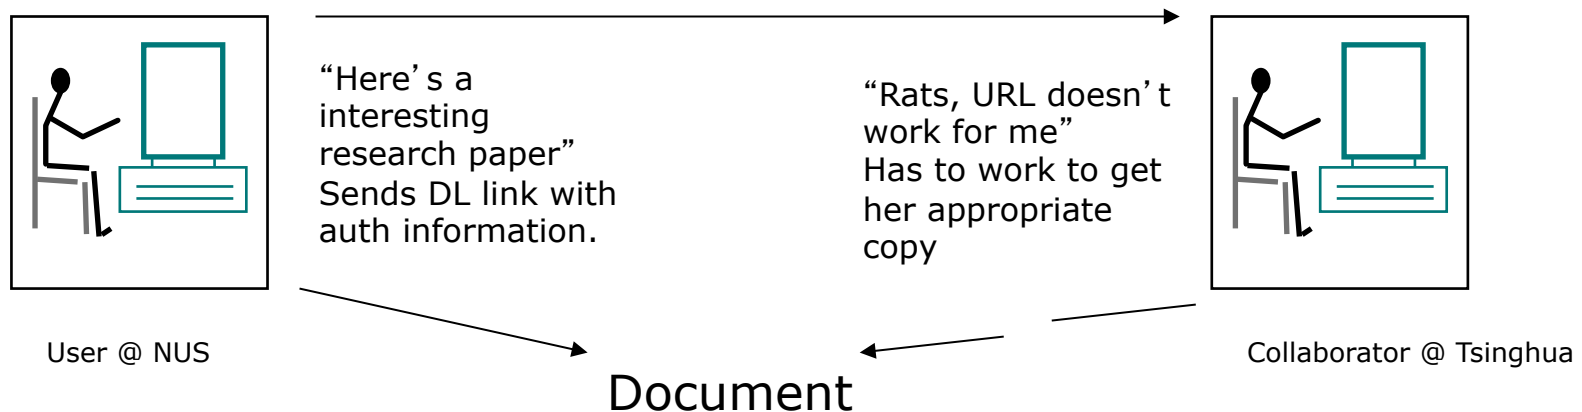 “Here’s a
interesting
research paper”
Sends DL link with
auth information.
“Rats, URL doesn’t
work for me”
Has to work to get
her appropriate
copy
User @ NUS
Collaborator @ Tsinghua
Document